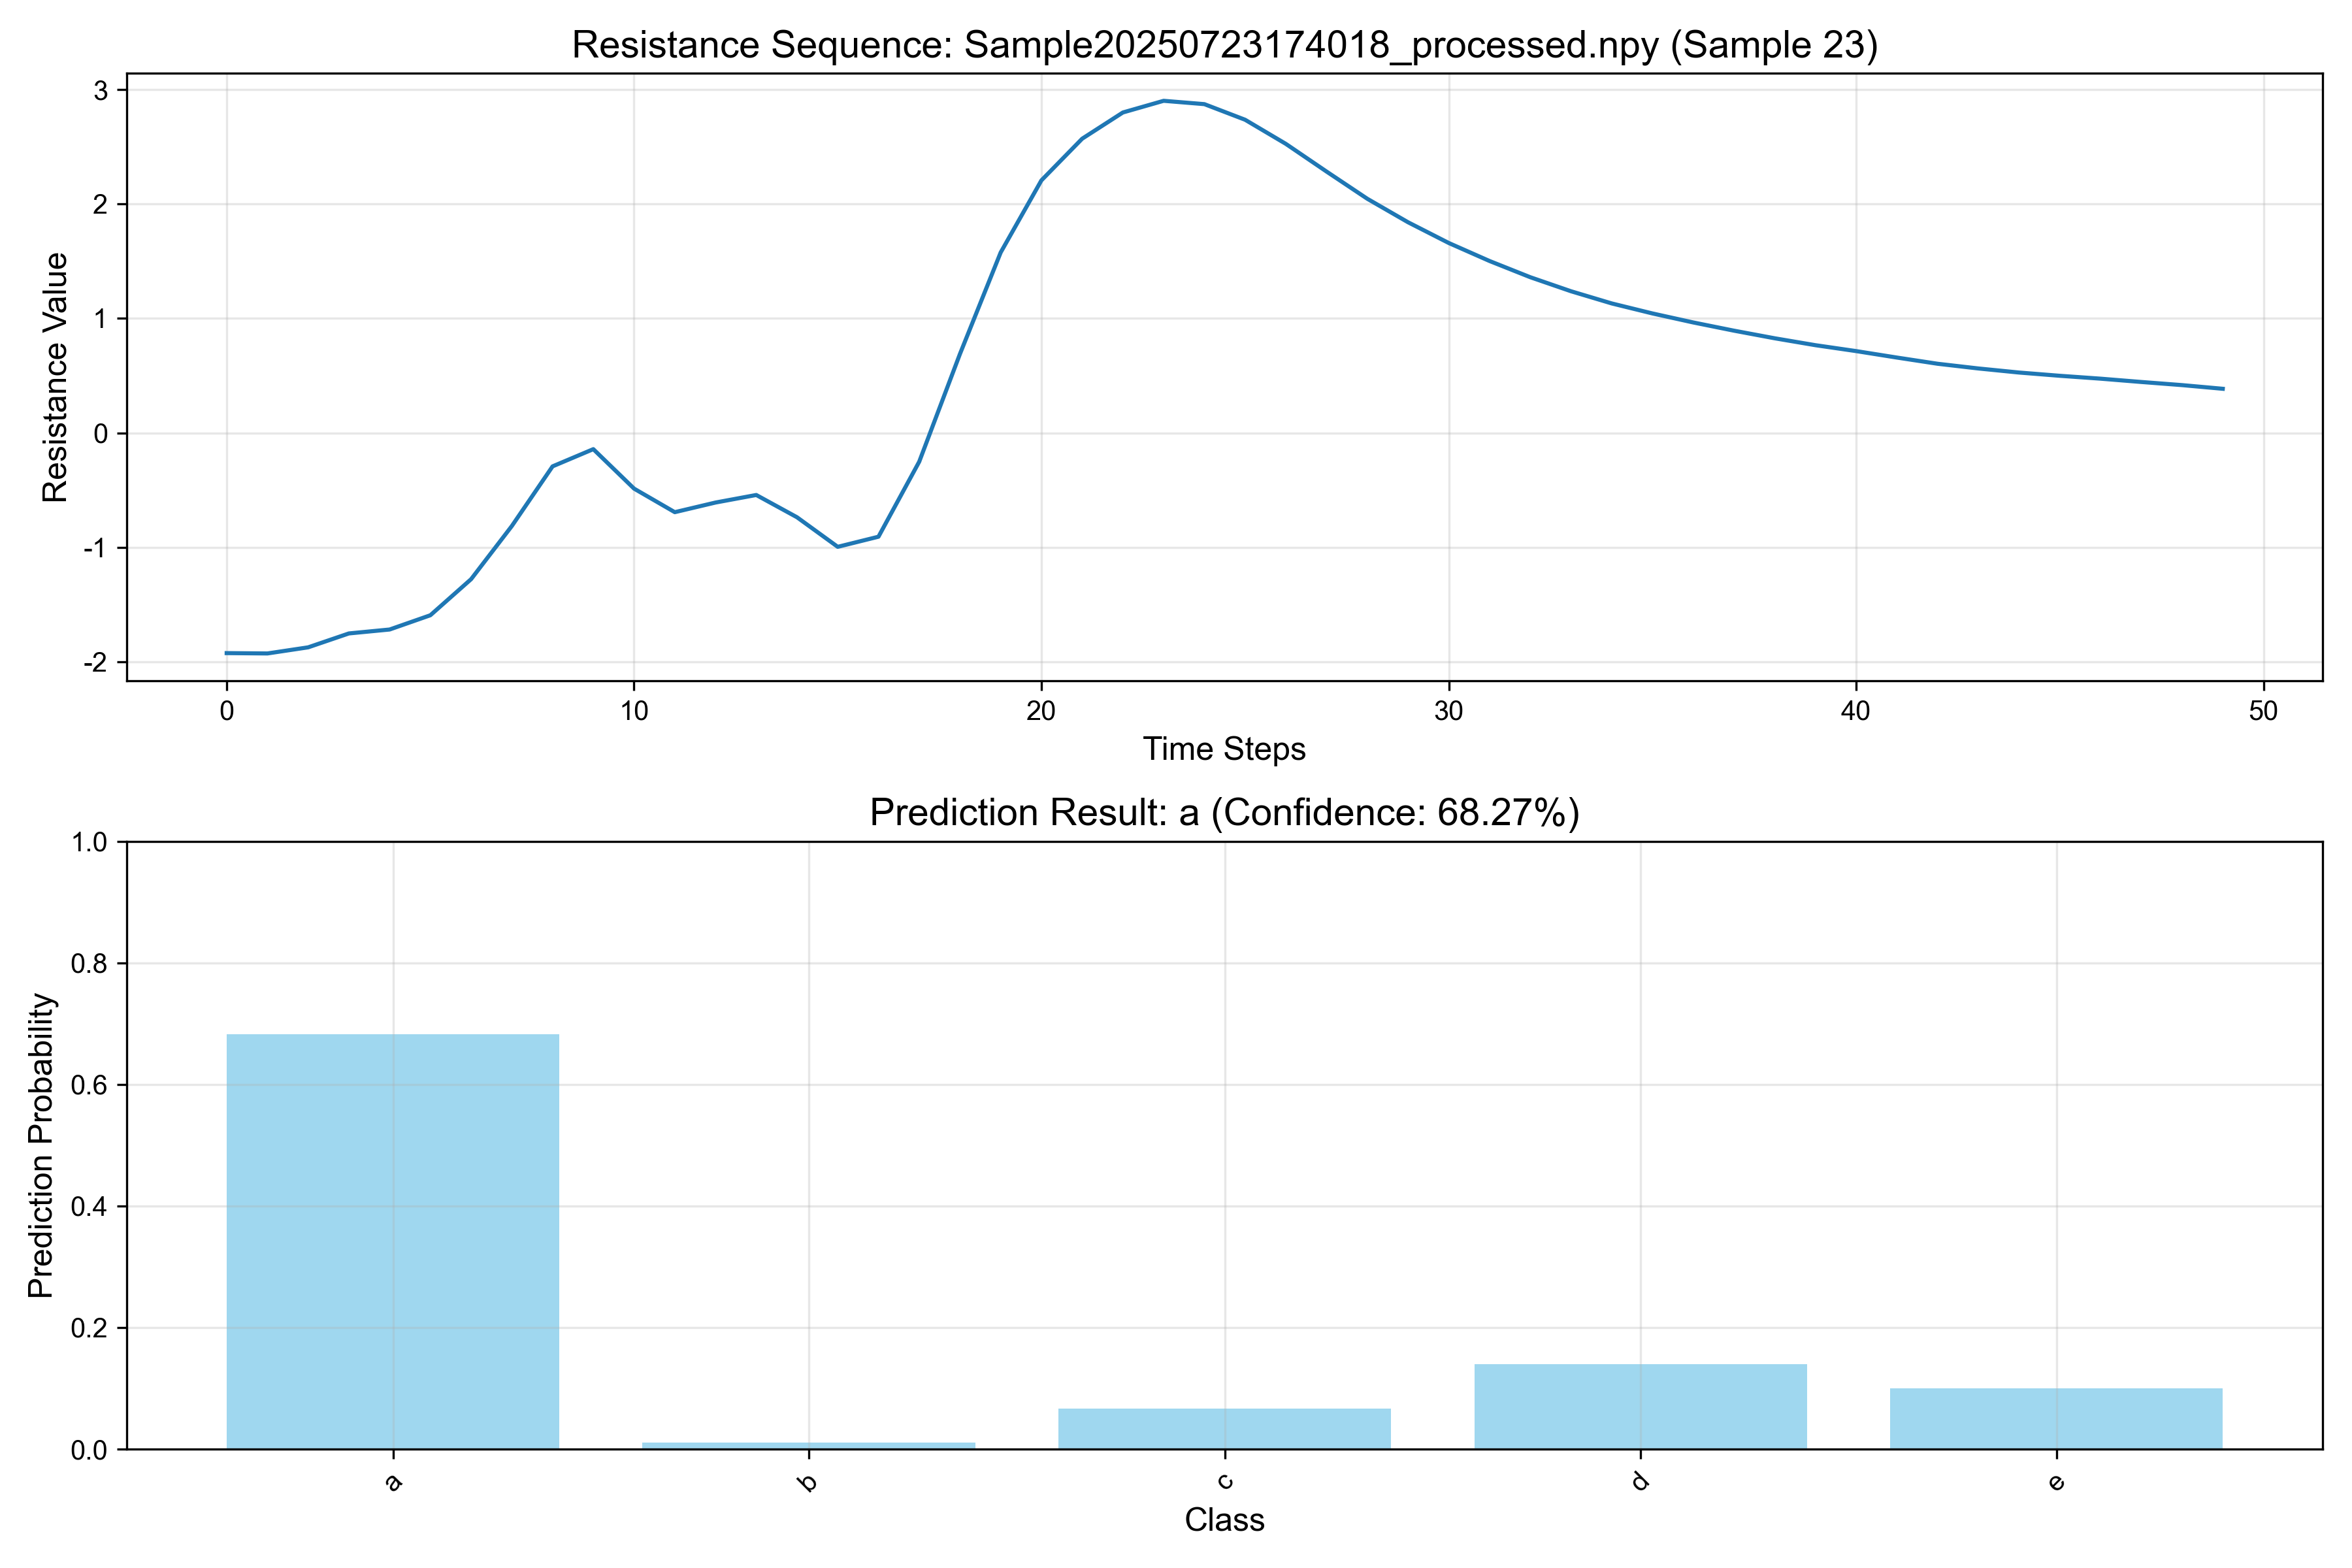 Resistance Sequence: Sample20250723174018_processed.npy (Sample 23)
Resistance Value
3
2
1
0
-1
-2
0 10 20 30 40 50
Time Steps
Prediction Result: a (Confidence: 68.27%)
Prediction Probability
1.0
0.8
0.6
0.4
0.2
0.0
a b c d e
Class